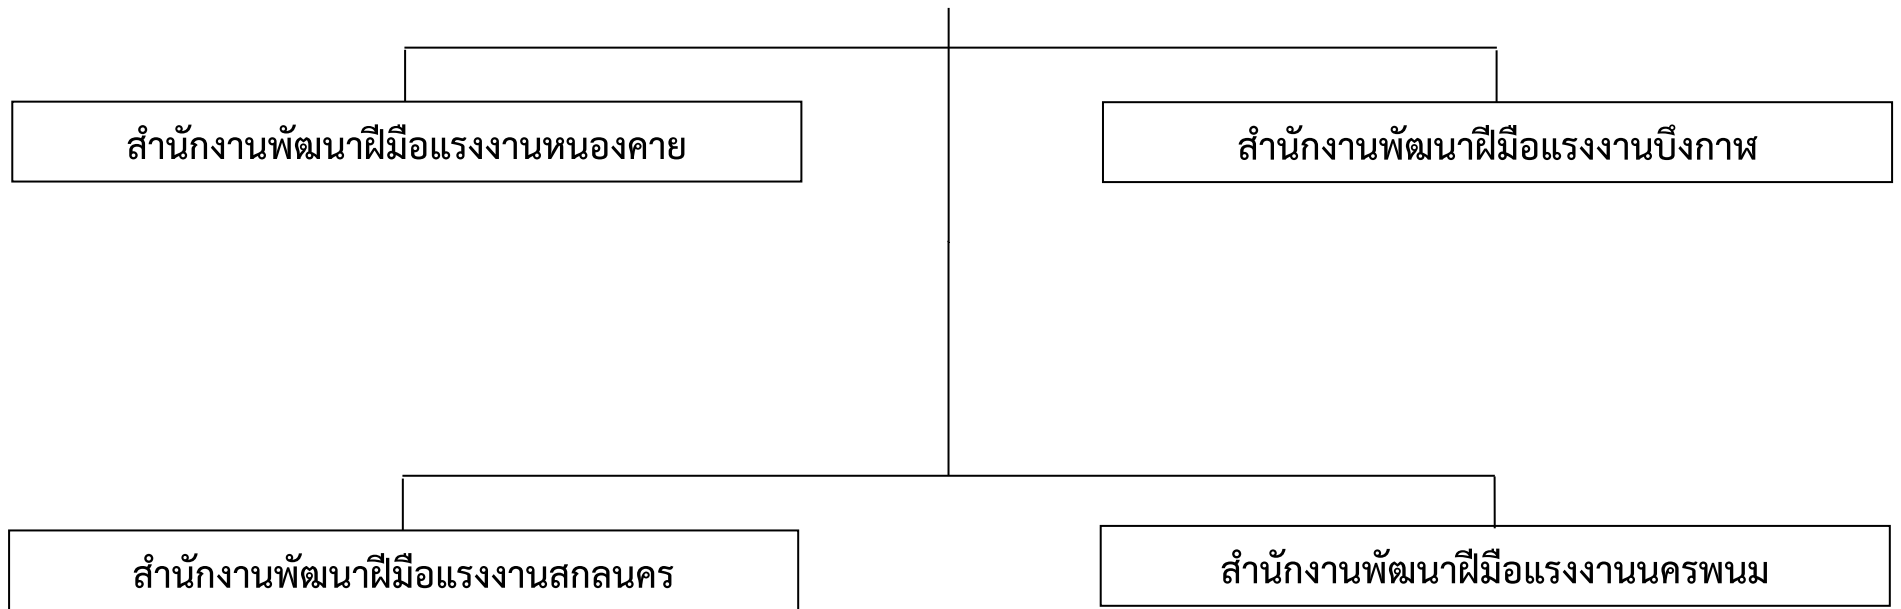 สำนักงานพัฒนาฝีมือแรงงานหนองคาย
สำนักงานพัฒนาฝีมือแรงงานบึงกาฬ
สำนักงานพัฒนาฝีมือแรงงานสกลนคร
สำนักงานพัฒนาฝีมือแรงงานนครพนม